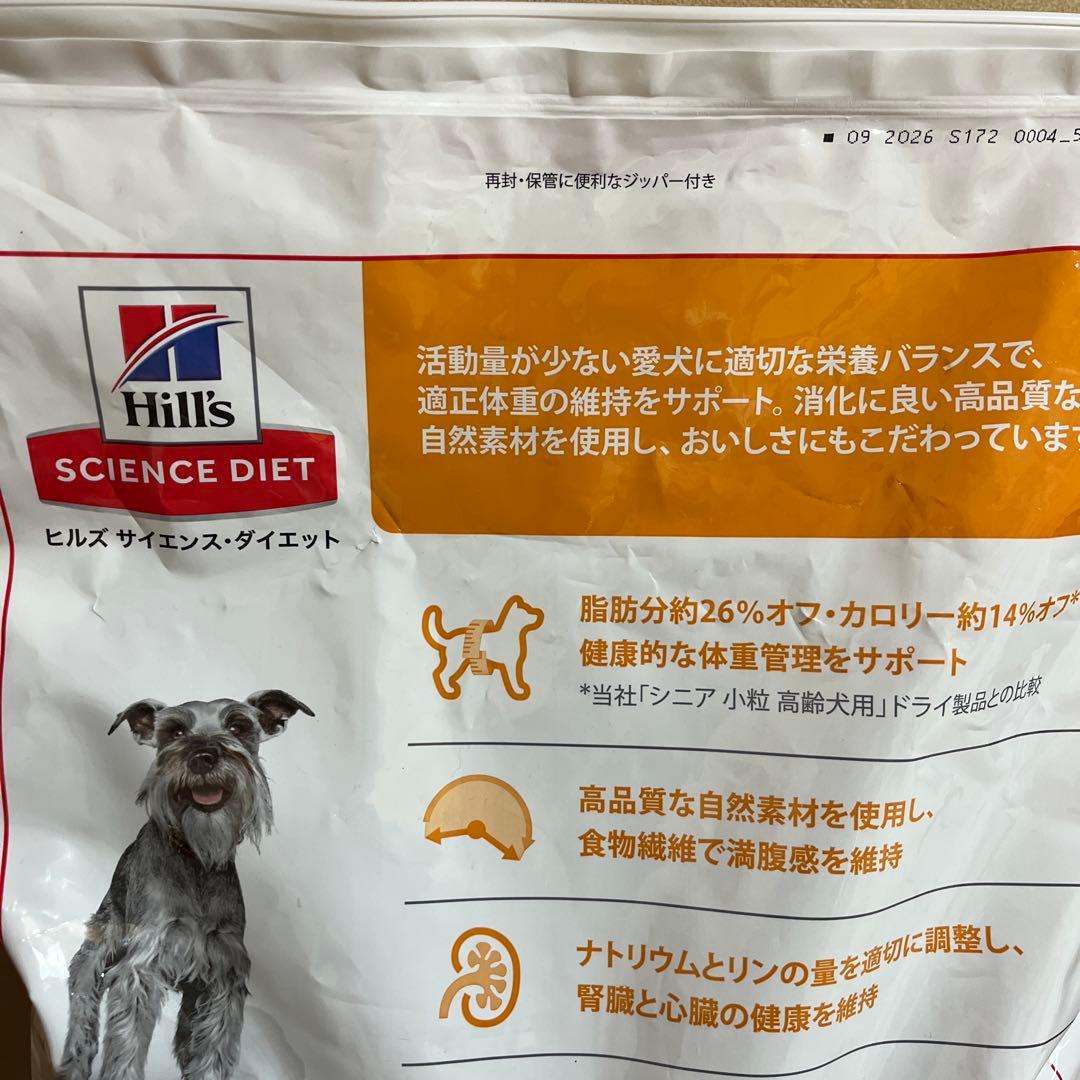 ■ 09 2026 S172 0004_5
再封・保管に便利なジッパー付き
Hill's
SCIENCE DIET
ヒルズ サイエンス・ダイエット
活動量が少ない愛犬に適切な栄養バランスで、
適正体重の維持をサポート。消化に良い高品質な
自然素材を使用し、おいしさにもこだわっています
脂肪分約26%オフ・カロリー約14%オフ*
健康的な体重管理をサポート
*当社「シニア 小粒 高齢犬用」ドライ製品との比較
高品質な自然素材を使用し、
食物繊維で満腹感を維持
ナトリウムとリンの量を適切に調整し、
腎臓と心臓の健康を維持